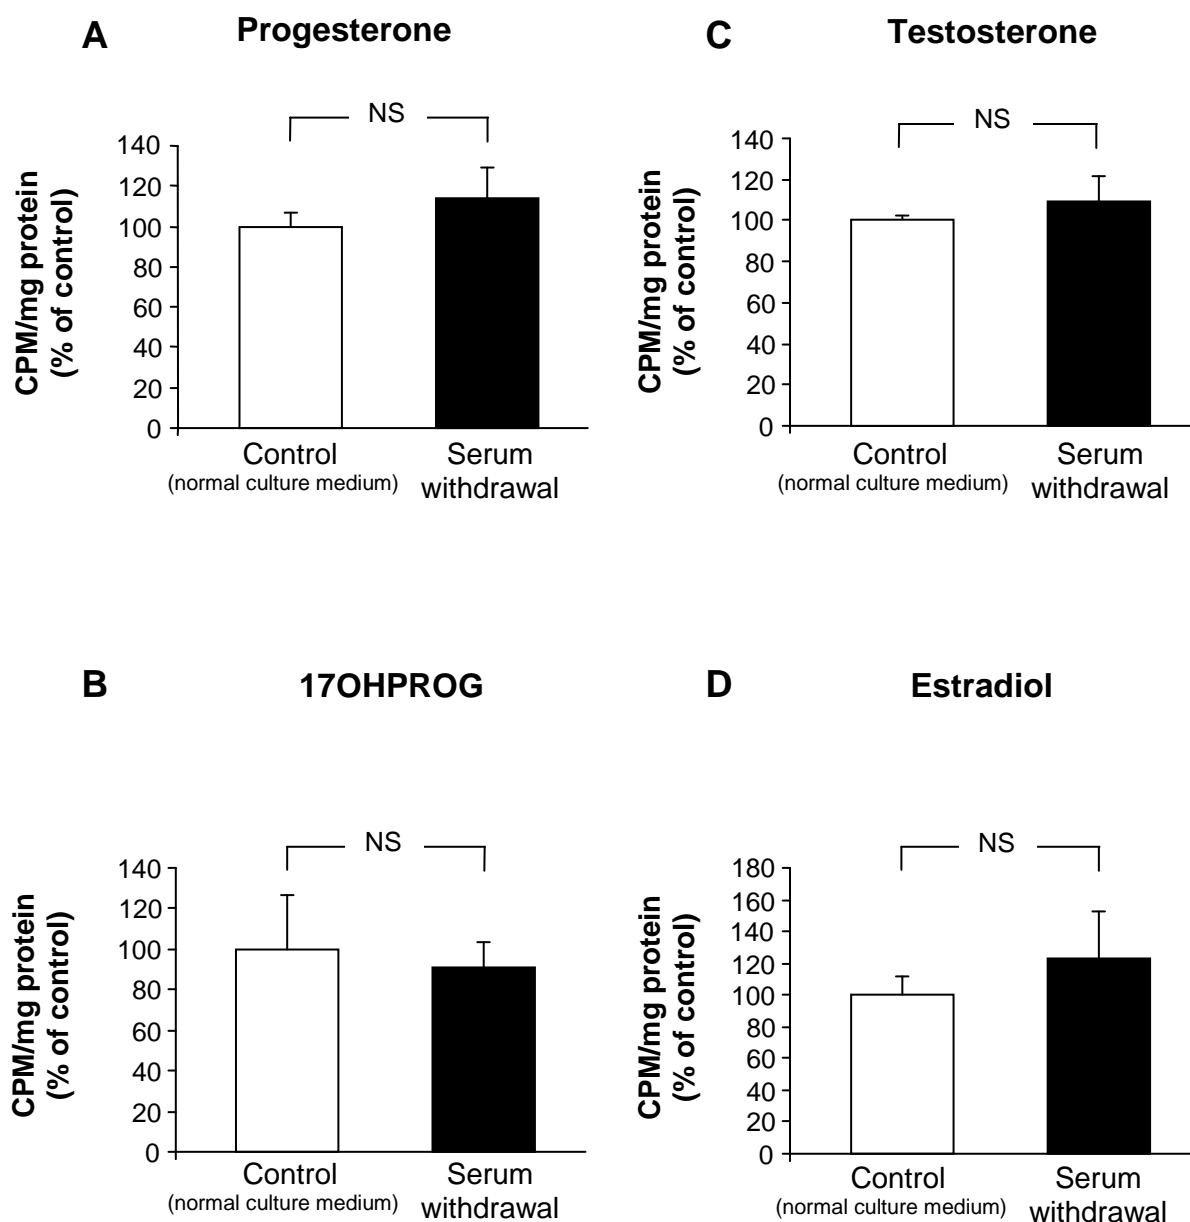 A
Progesterone
NS
CPM/mg protein
(% of control)
140
120
100
80
60
40
20
0
Control
(normal culture medium)
Serum
withdrawal
C
Testosterone
NS
CPM/mg protein
(% of control)
140
120
100
80
60
40
20
0
Control
(normal culture medium)
Serum
withdrawal
B
17OHPROG
NS
CPM/mg protein
(% of control)
140
120
100
80
60
40
20
0
Control
(normal culture medium)
Serum
withdrawal
D
Estradiol
NS
CPM/mg protein
(% of control)
180
160
140
120
100
80
60
40
20
0
Control
(normal culture medium)
Serum
withdrawal